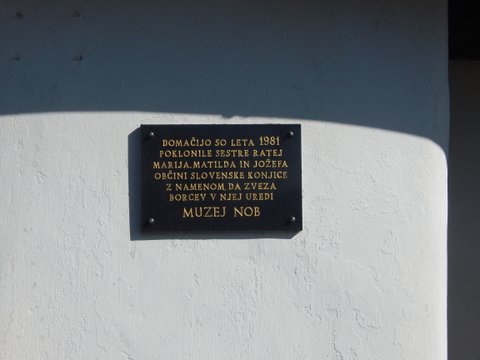 DOMAČIJO SO LETA 1981
POKLONILE SESTRE RATEJ
MARIJA, MATILDA IN JOŽEFA
OBČINI SLOVENSKE KONJICE
Z NAMENOM, DA ZVEZA
BORCEV V NJEJ UREDI
MUZEJ NOB